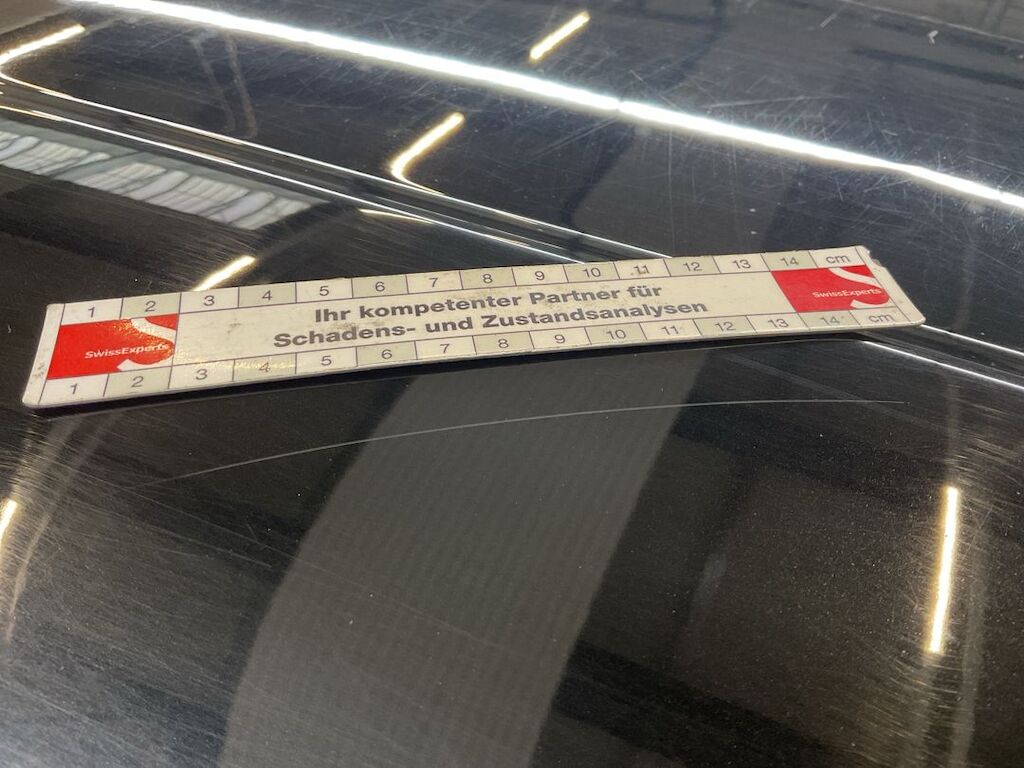 1 2 3 4 5 6 7 8 9 10 11 12 13 14 cm
SwissExperts
Ihr kompetenter Partner für
Schadens- und Zustandsanalysen
SwissExperts
1 2 3 4 5 6 7 8 9 10 11 12 13 14 cm